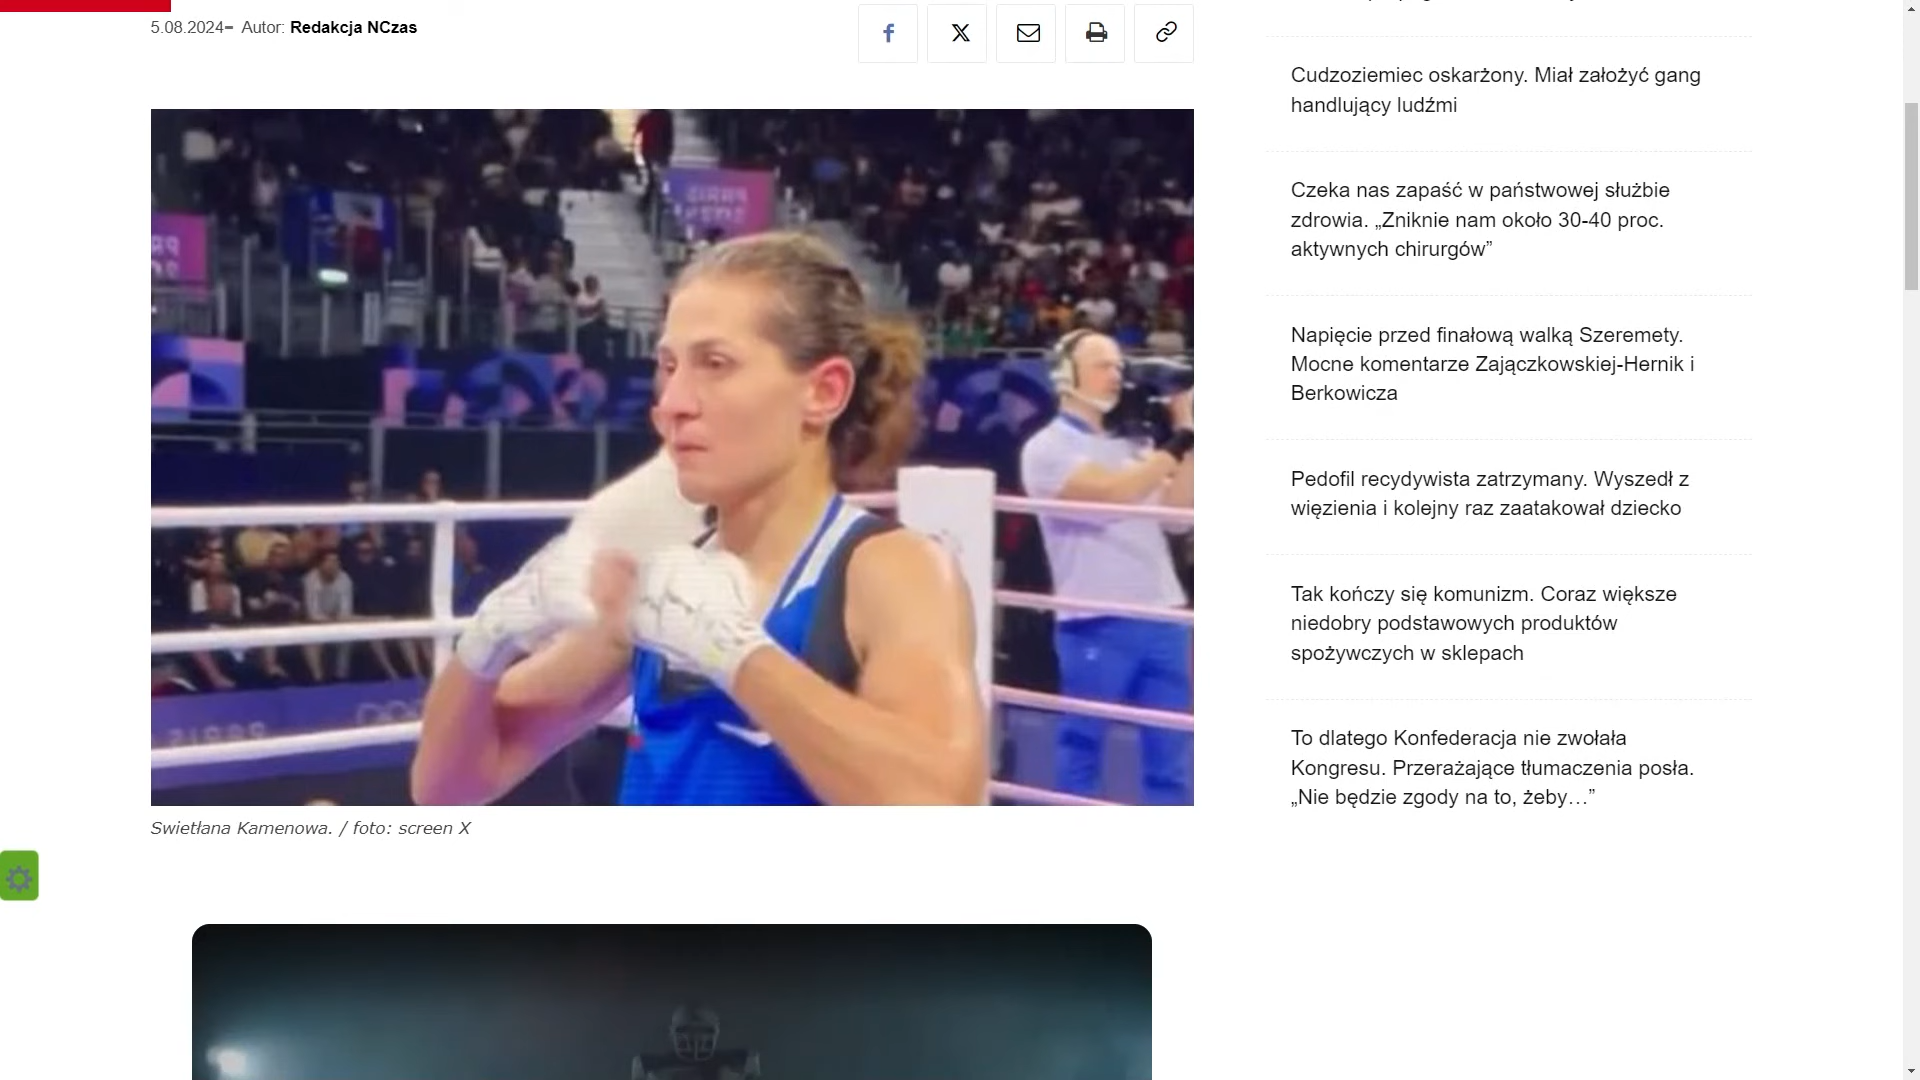 5.08.2024 – Autor: Redakcja NCzas
Cudzoziemiec oskarżony. Miał założyć gang
handlujący ludźmi
Czeka nas zapaść w państwowej służbie
zdrowia. „Zniknie nam około 30-40 proc.
aktywnych chirurgów”
Napięcie przed finałową walką Szeremety.
Mocne komentarze Zajączkowskiej-Hernik i
Berkowicza
Pedofil recydywista zatrzymany. Wyszedł z
więzienia i kolejny raz zaatakował dziecko
Tak kończy się komunizm. Coraz większe
niedobry podstawowych produktów
spożywczych w sklepach
To dlatego Konfederacja nie zwołała
Kongresu. Przerażające tłumaczenia posła.
„Nie będzie zgody na to, żeby…”
Swietłana Kamenowa. / foto: screen X